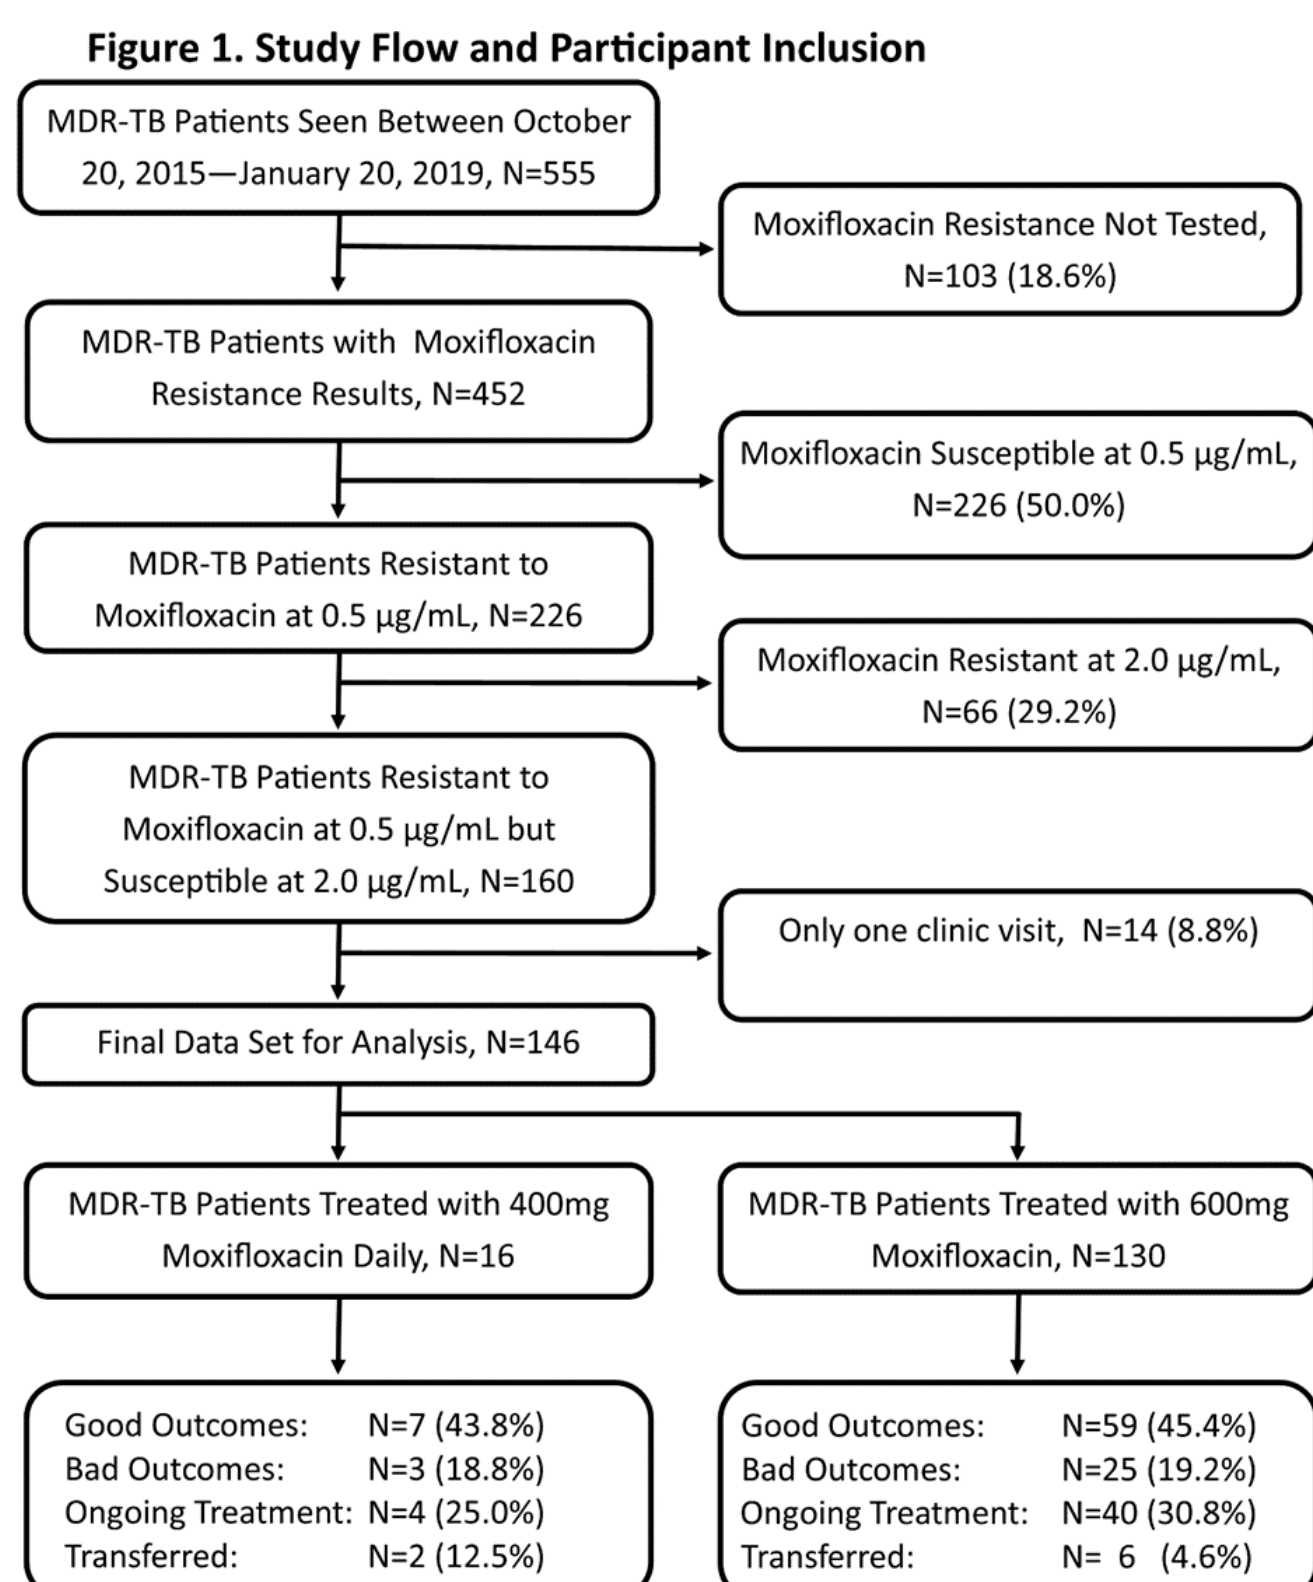 Figure 1. Study Flow and Participant Inclusion
MDR-TB Patients Seen Between October
20, 2015—January 20, 2019, N=555
Moxifloxacin Resistance Not Tested,
N=103 (18.6%)
MDR-TB Patients with  Moxifloxacin
Resistance Results, N=452
Moxifloxacin Susceptible at 0.5 µg/mL,
N=226 (50.0%)
MDR-TB Patients Resistant to
Moxifloxacin at 0.5 µg/mL, N=226
Moxifloxacin Resistant at 2.0 µg/mL,
N=66 (29.2%)
MDR-TB Patients Resistant to
Moxifloxacin at 0.5 µg/mL but
Susceptible at 2.0 µg/mL, N=160
Only one clinic visit,  N=14 (8.8%)
Final Data Set for Analysis, N=146
MDR-TB Patients Treated with 400mg
Moxifloxacin Daily, N=16
MDR-TB Patients Treated with 600mg
Moxifloxacin, N=130
Good Outcomes: N=7 (43.8%)
Bad Outcomes: N=3 (18.8%)
Ongoing Treatment: N=4 (25.0%)
Transferred: N=2 (12.5%)
Good Outcomes: N=59 (45.4%)
Bad Outcomes: N=25 (19.2%)
Ongoing Treatment: N=40 (30.8%)
Transferred: N=  6  (4.6%)